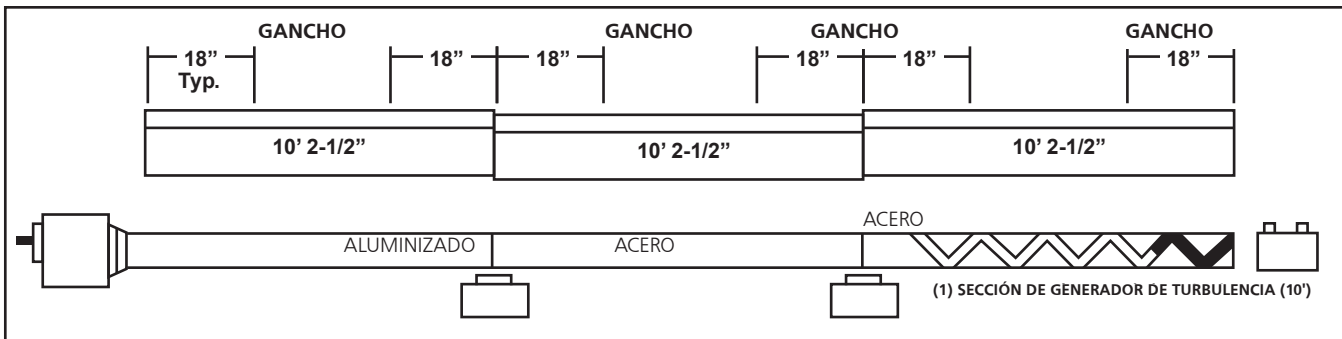 GANCHO GANCHO GANCHO GANCHO
18” 18” 18” 18” 18” 18”
Typ.
10’ 2-1/2” 10’ 2-1/2” 10’ 2-1/2”
ACERO
ALUMINIZADO ACERO
(1) SECCIÓN DE GENERADOR DE TURBULENCIA (10')